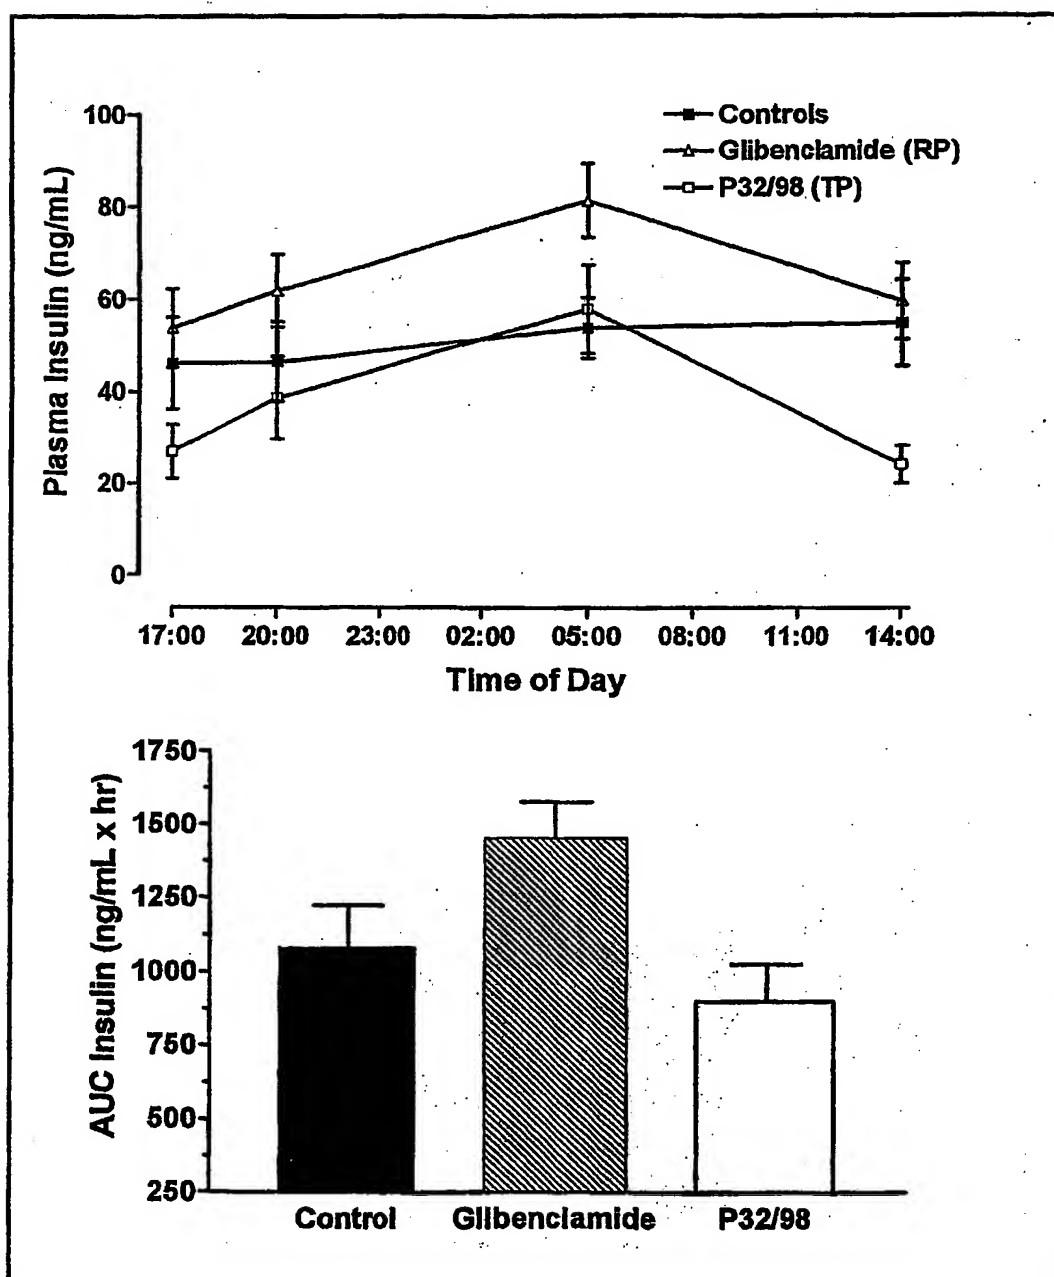 Controls
Glibenclamide (RP)
P32/98 (TP)
Plasma Insulin (ng/mL)
100
80
60
40
20
0
17:00 20:00 23:00 02:00 05:00 08:00 11:00 14:00
Time of Day
AUC Insulin (ng/mL x hr)
1750
1500
1250
1000
750
500
250
Control Glibenclamide P32/98